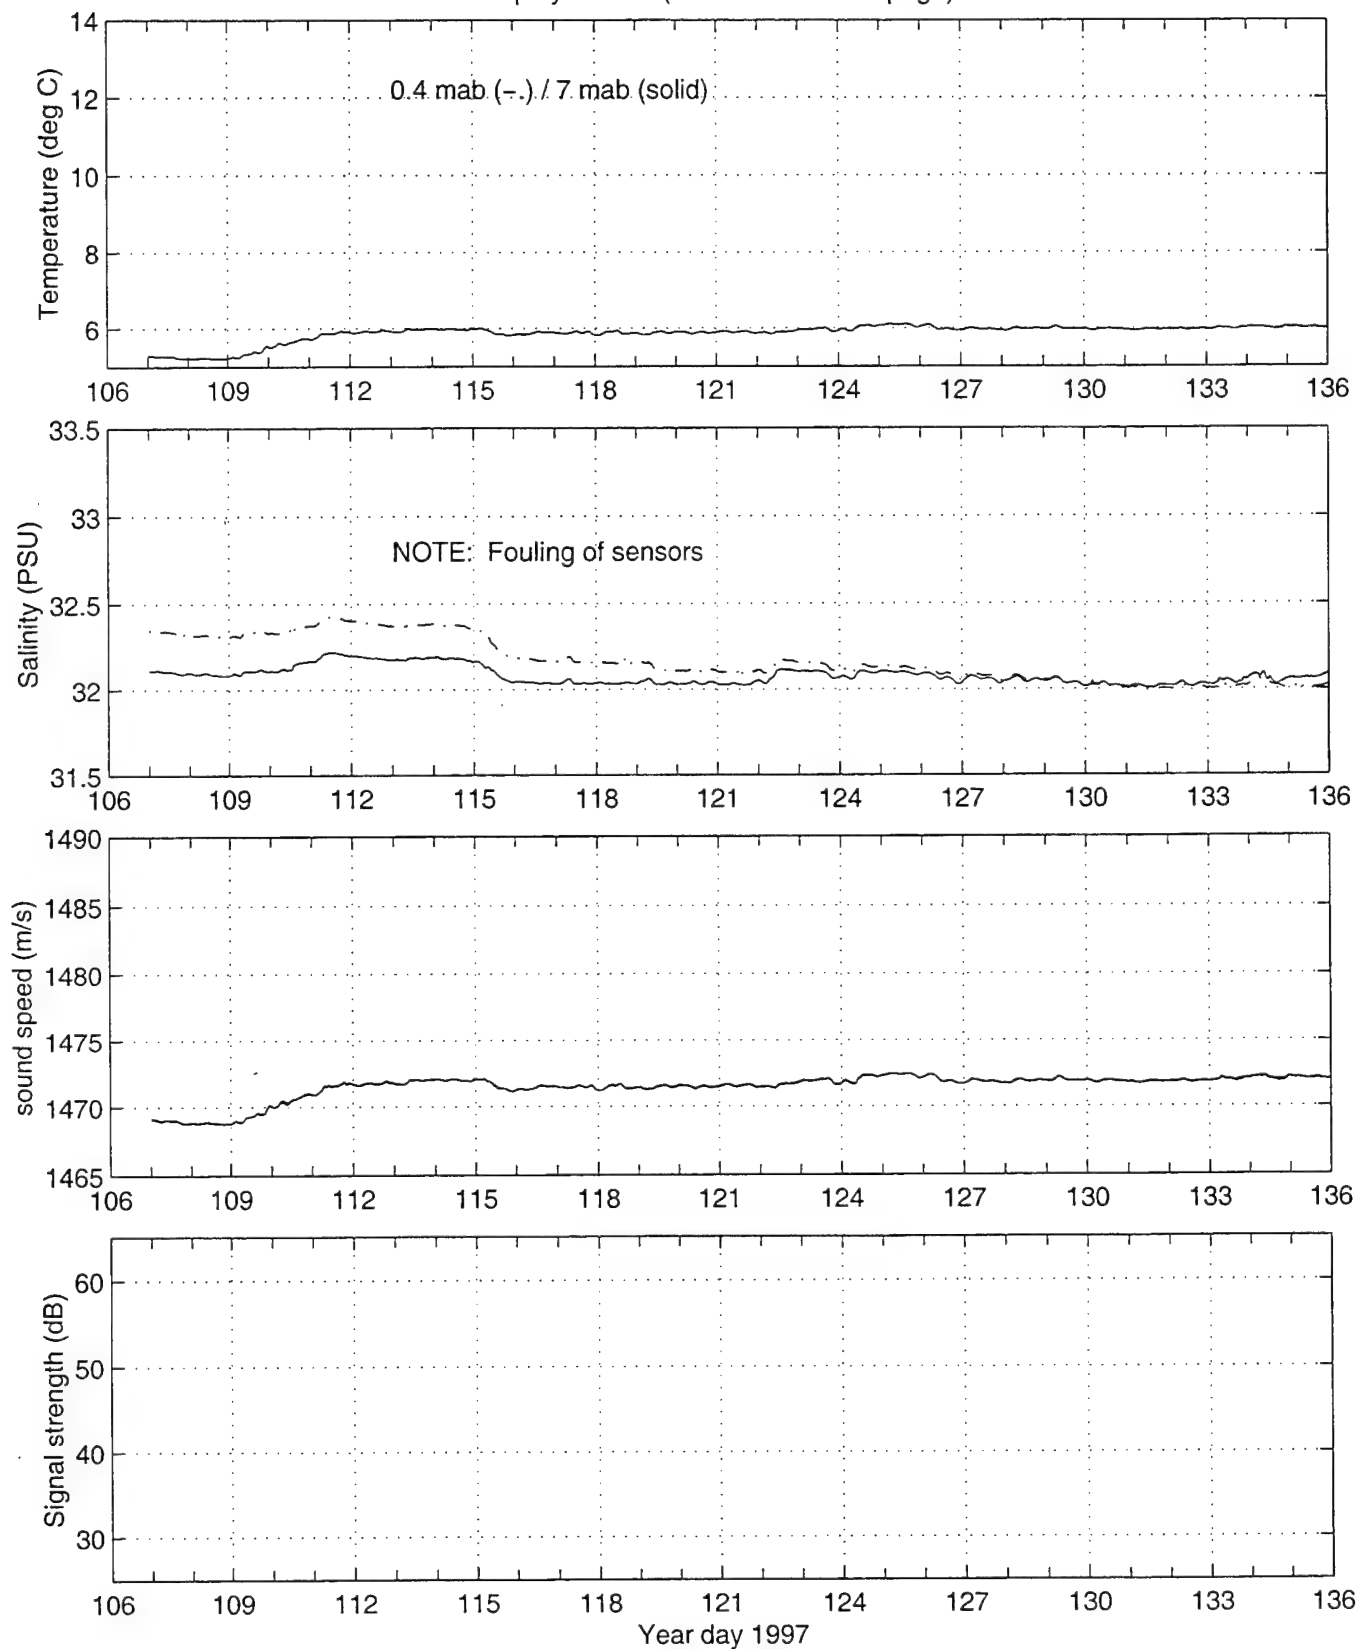 14
12
10
8
6
Temperature (deg C)
0.4 mab (-.) / 7 mab (solid)
106 109 112 115 118 121 124 127 130 133 136
33.5
33
32.5
32
31.5
Salinity (PSU)
NOTE: Fouling of sensors
106 109 112 115 118 121 124 127 130 133 136
1490
1485
1480
1475
1470
1465
sound speed (m/s)
106 109 112 115 118 121 124 127 130 133 136
60
50
40
30
Signal strength (dB)
106 109 112 115 118 121 124 127 130 133 136
Year day 1997